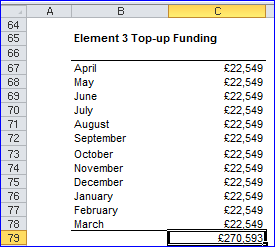 A B C
64
65 Element 3 Top-up Funding
66
67 April £22,549
68 May £22,549
69 June £22,549
70 July £22,549
71 August £22,549
72 September £22,549
73 October £22,549
74 November £22,549
75 December £22,549
76 January £22,549
77 February £22,549
78 March £22,549
79 £270,593